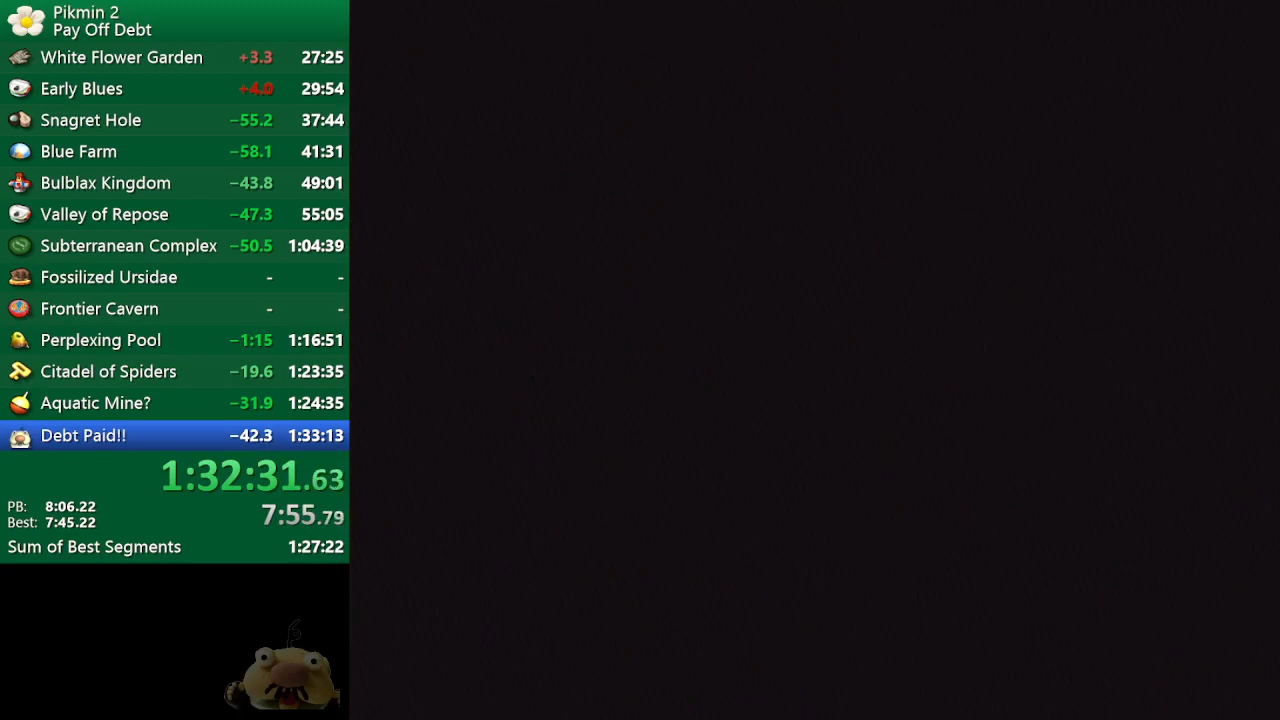 Pikmin 2
Pay Off Debt
White Flower Garden +3.3 27:25
Early Blues +4.0 29:54
Snagret Hole −55.2 37:44
Blue Farm −58.1 41:31
Bulblax Kingdom −43.8 49:01
Valley of Repose −47.3 55:05
Subterranean Complex −50.5 1:04:39
Fossilized Ursidae - -
Frontier Cavern - -
Perplexing Pool −1:15 1:16:51
Citadel of Spiders −19.6 1:23:35
Aquatic Mine? −31.9 1:24:35
Debt Paid!! −42.3 1:33:13
1:32:31.63
PB: 8:06.22
Best: 7:45.22
7:55.79
Sum of Best Segments 1:27:22